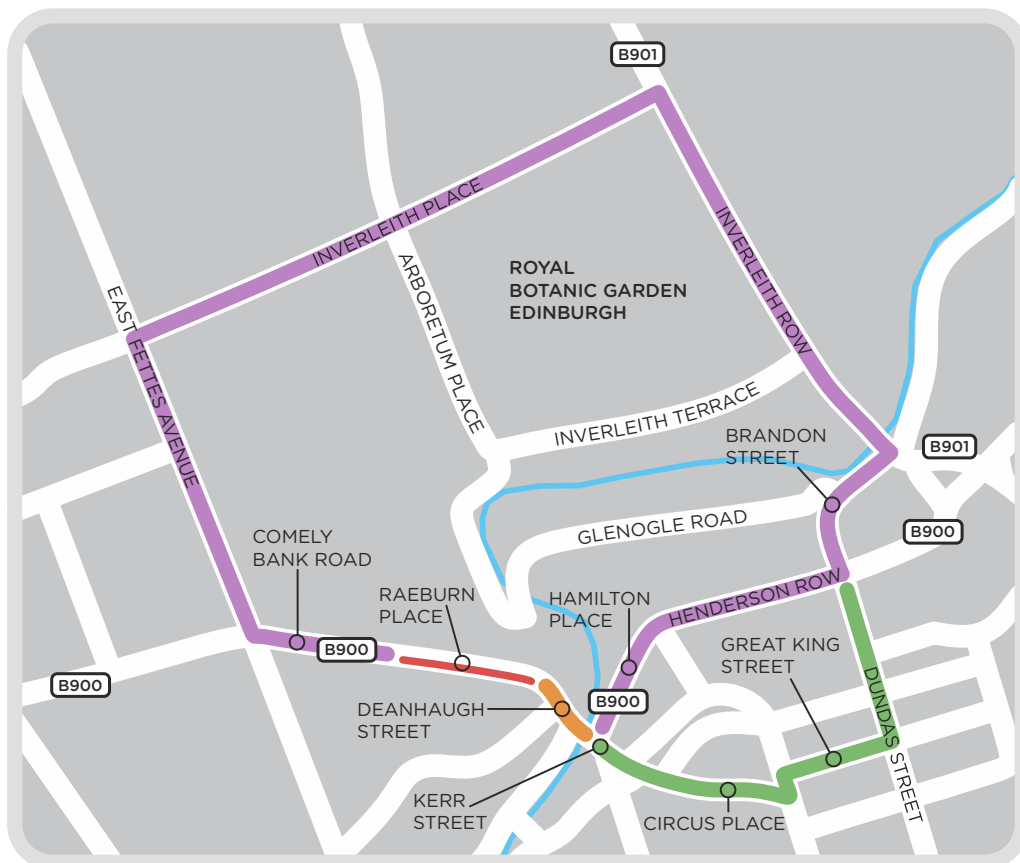 B901
INVERLEITH PLACE
ROYAL
BOTANIC GARDEN
EDINBURGH
INVERLEITH ROW
ARBORETUM PLACE
EAST FETTES AVENUE
INVERLEITH TERRACE
BRANDON
STREET
B901
B900
GLENOGLE ROAD
COMELY
BANK ROAD
RAEBURN
PLACE
HAMILTON
PLACE
HENDERSON ROW
B900
GREAT KING
STREET
B900
B900
DEANHAUGH
STREET
DUNDAS STREET
KERR
STREET
CIRCUS PLACE